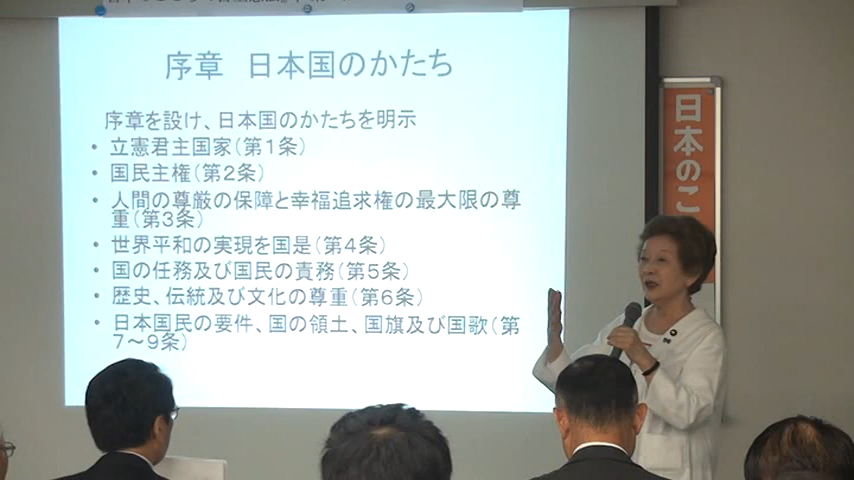 序章　日本国のかたち
序章を設け、日本国のかたちを明示
• 立憲君主国家（第１条）
• 国民主権（第２条）
• 人間の尊厳の保障と幸福追求権の最大限の尊
重（第３条）
• 世界平和の実現を国是（第４条）
• 国の任務及び国民の責務（第５条）
• 歴史、伝統及び文化の尊重（第６条）
• 日本国民の要件、国の領土、国旗及び国歌（第
７～９条）
日本のこ